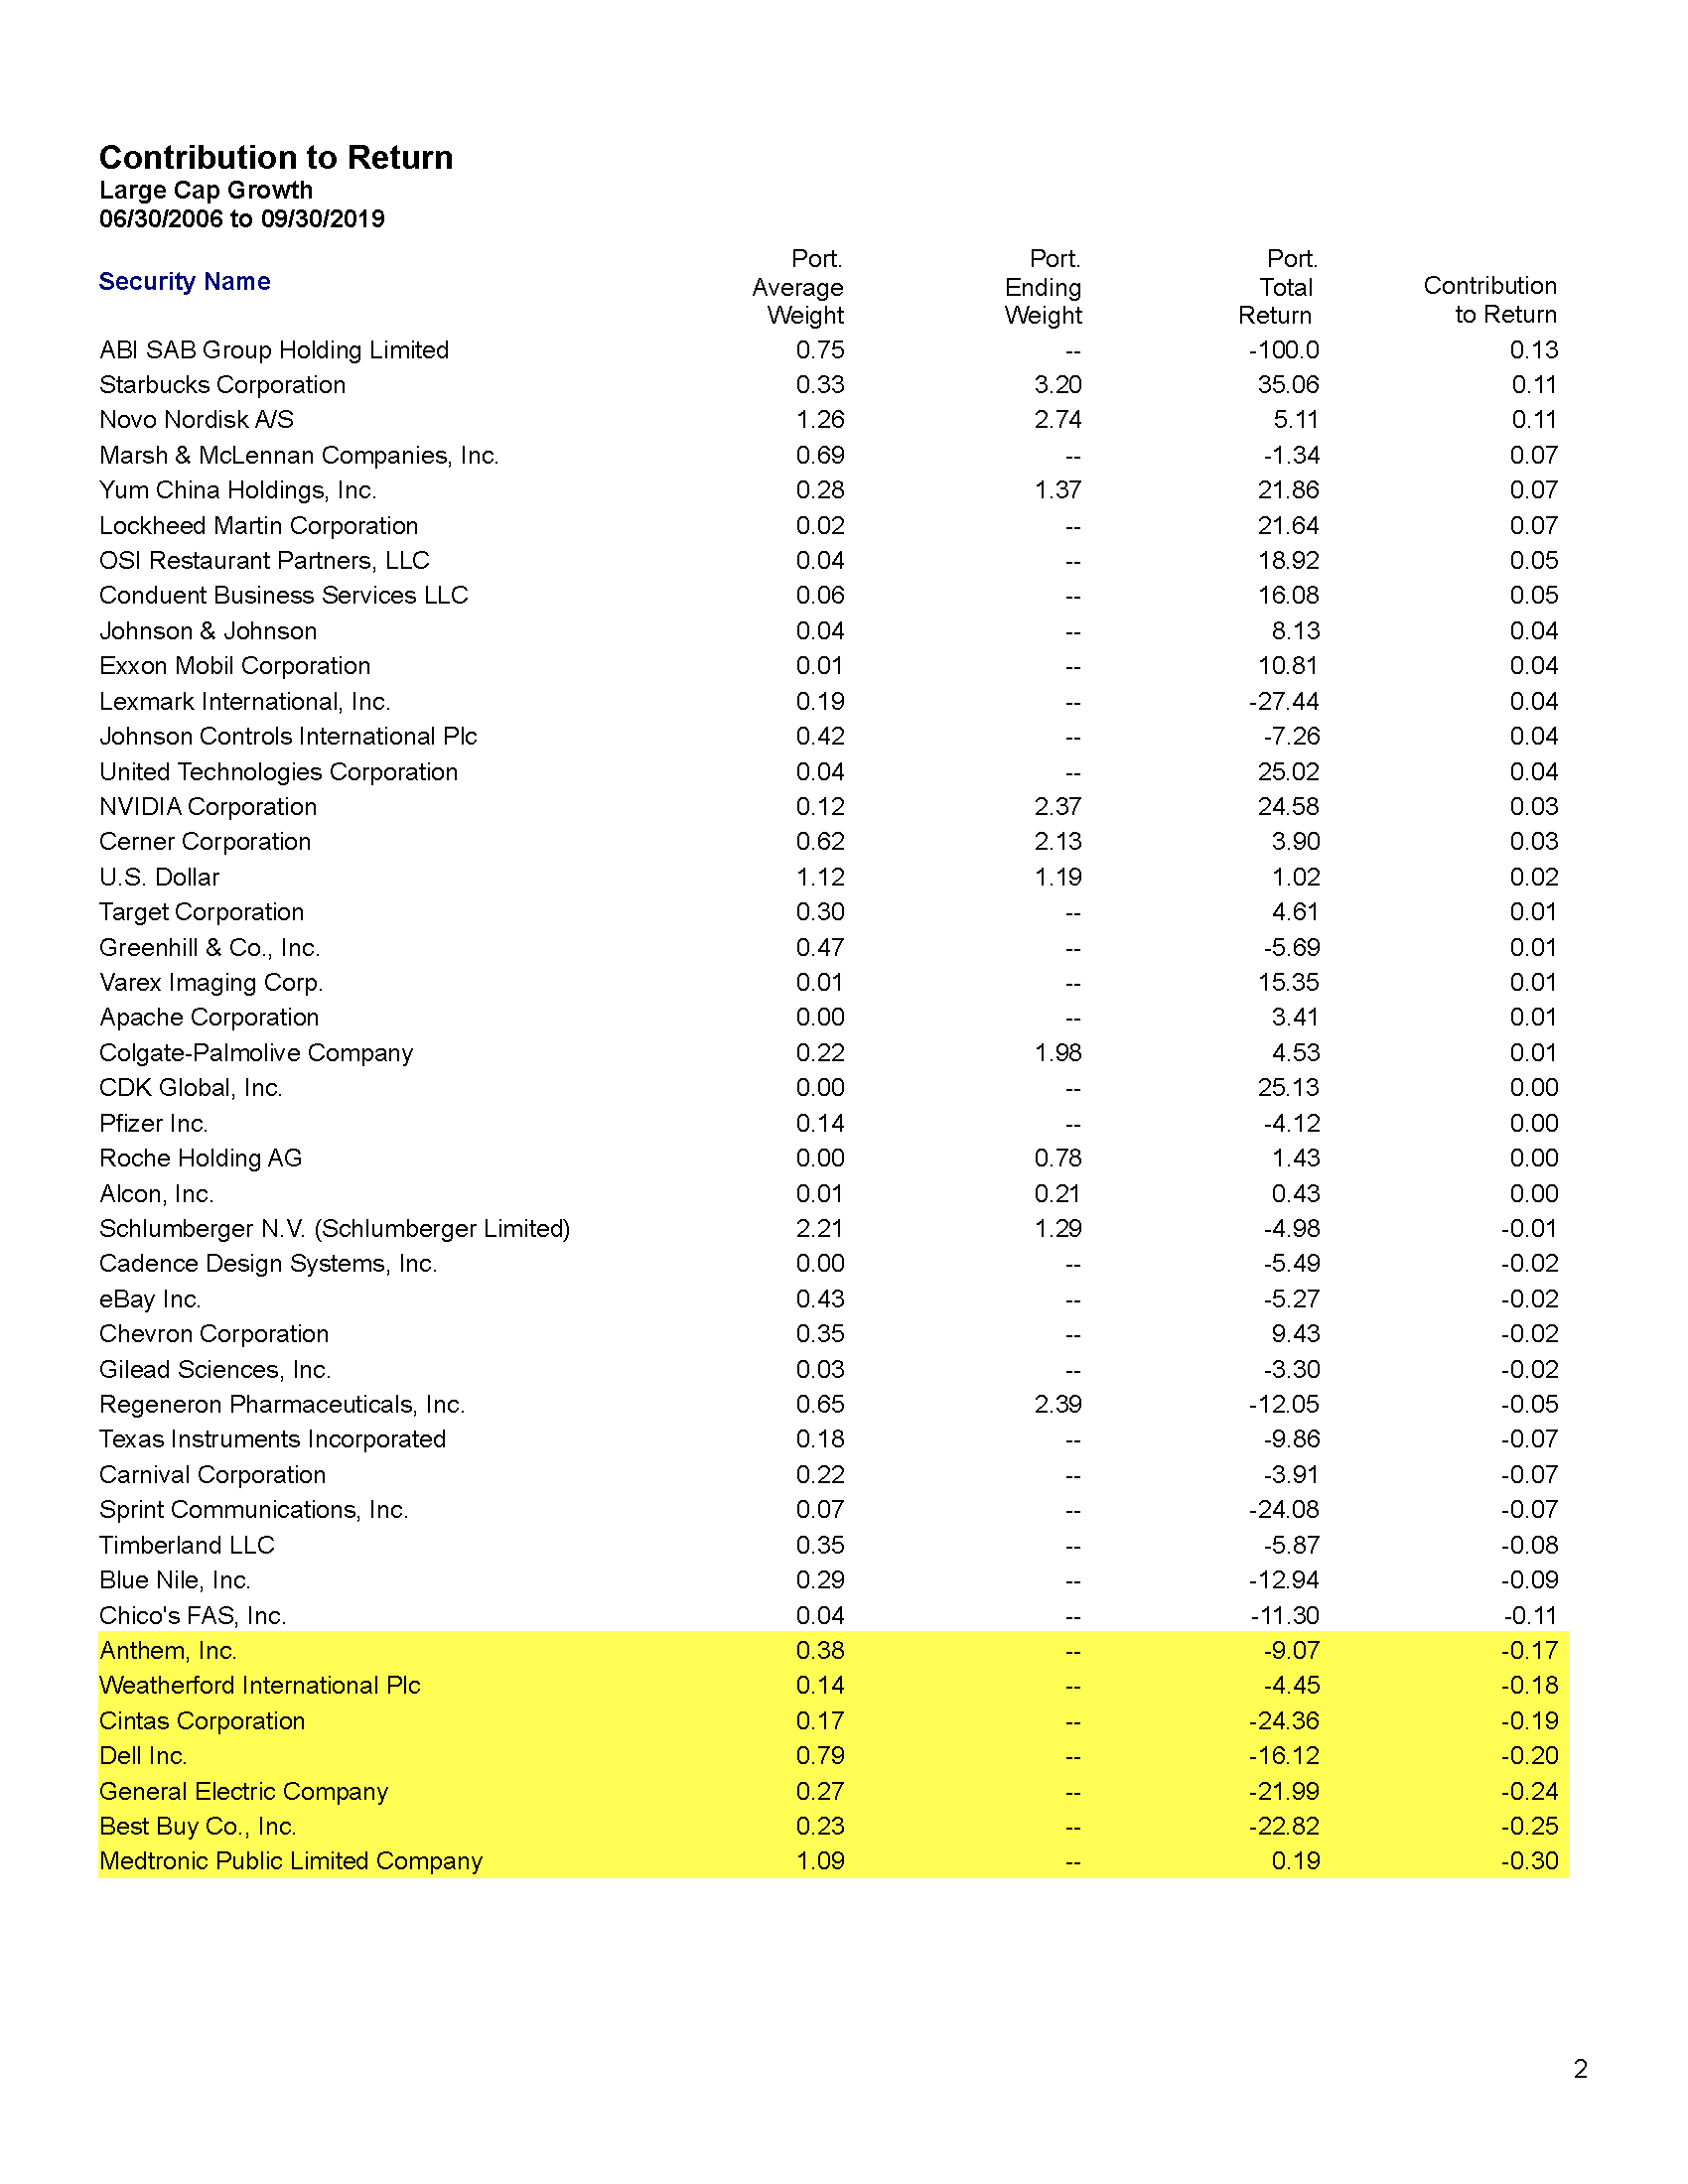 Contribution to Return
Large Cap Growth
06/30/2006 to 09/30/2019
Security Name Port. Average Weight Port. Ending Weight Port. Total Return Contribution to Return
ABI SAB Group Holding Limited 0.75 -- -100.0 0.13
Starbucks Corporation 0.33 3.20 35.06 0.11
Novo Nordisk A/S 1.26 2.74 5.11 0.11
Marsh & McLennan Companies, Inc. 0.69 -- -1.34 0.07
Yum China Holdings, Inc. 0.28 1.37 21.86 0.07
Lockheed Martin Corporation 0.02 -- 21.64 0.07
OSI Restaurant Partners, LLC 0.04 -- 18.92 0.05
Conduent Business Services LLC 0.06 -- 16.08 0.05
Johnson & Johnson 0.04 -- 8.13 0.04
Exxon Mobil Corporation 0.01 -- 10.81 0.04
Lexmark International, Inc. 0.19 -- -27.44 0.04
Johnson Controls International Plc 0.42 -- -7.26 0.04
United Technologies Corporation 0.04 -- 25.02 0.04
NVIDIA Corporation 0.12 2.37 24.58 0.03
Cerner Corporation 0.62 2.13 3.90 0.03
U.S. Dollar 1.12 1.19 1.02 0.02
Target Corporation 0.30 -- 4.61 0.01
Greenhill & Co., Inc. 0.47 -- -5.69 0.01
Varex Imaging Corp. 0.01 -- 15.35 0.01
Apache Corporation 0.00 -- 3.41 0.01
Colgate-Palmolive Company 0.22 1.98 4.53 0.01
CDK Global, Inc. 0.00 -- 25.13 0.00
Pfizer Inc. 0.14 -- -4.12 0.00
Roche Holding AG 0.00 0.78 1.43 0.00
Alcon, Inc. 0.01 0.21 0.43 0.00
Schlumberger N.V. (Schlumberger Limited) 2.21 1.29 -4.98 -0.01
Cadence Design Systems, Inc. 0.00 -- -5.49 -0.02
eBay Inc. 0.43 -- -5.27 -0.02
Chevron Corporation 0.35 -- 9.43 -0.02
Gilead Sciences, Inc. 0.03 -- -3.30 -0.02
Regeneron Pharmaceuticals, Inc. 0.65 2.39 -12.05 -0.05
Texas Instruments Incorporated 0.18 -- -9.86 -0.07
Carnival Corporation 0.22 -- -3.91 -0.07
Sprint Communications, Inc. 0.07 -- -24.08 -0.07
Timberland LLC 0.35 -- -5.87 -0.08
Blue Nile, Inc. 0.29 -- -12.94 -0.09
Chico's FAS, Inc. 0.04 -- -11.30 -0.11
Anthem, Inc. 0.38 -- -9.07 -0.17
Weatherford International Plc 0.14 -- -4.45 -0.18
Cintas Corporation 0.17 -- -24.36 -0.19
Dell Inc. 0.79 -- -16.12 -0.20
General Electric Company 0.27 -- -21.99 -0.24
Best Buy Co., Inc. 0.23 -- -22.82 -0.25
Medtronic Public Limited Company 1.09 -- 0.19 -0.30
2